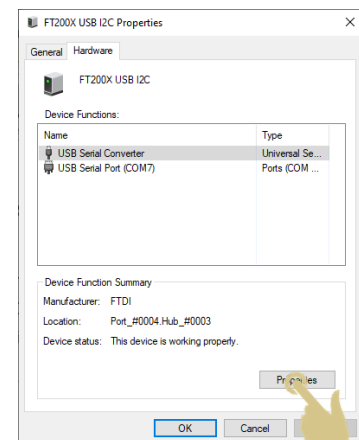 FT200X USB I2C Properties
General Hardware
FT200X USB I2C
Device Functions:
Name Type
USB Serial Converter Universal Se...
USB Serial Port (COM7) Ports (COM ...
Device Function Summary
Manufacturer: FTDI
Location: Port_#0004.Hub_#0003
Device status: This device is working properly.
Properties
OK Cancel